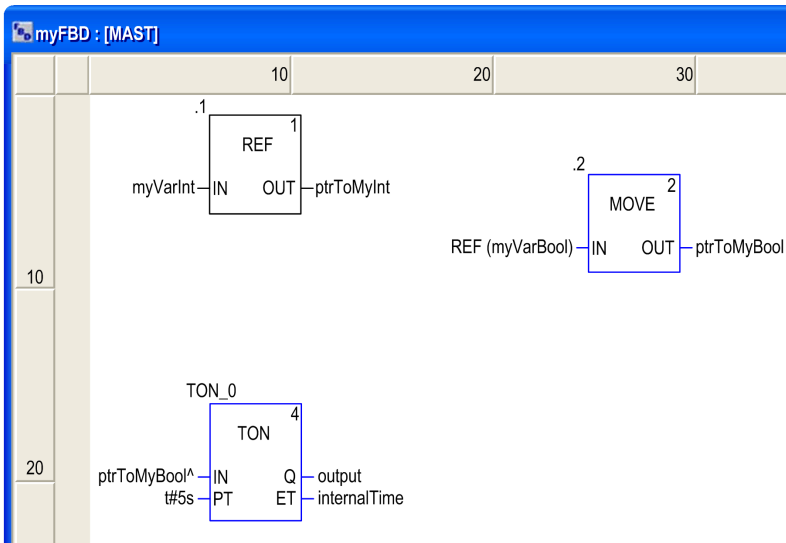 myFBD : [MAST]
10 20 30
.1
1
REF
myVarInt IN OUT ptrToMyInt
.2
2
MOVE
REF (myVarBool) IN OUT ptrToMyBool
10
TON_0
4
TON
20
ptrToMyBool^ IN Q output
t#5s PT ET internalTime